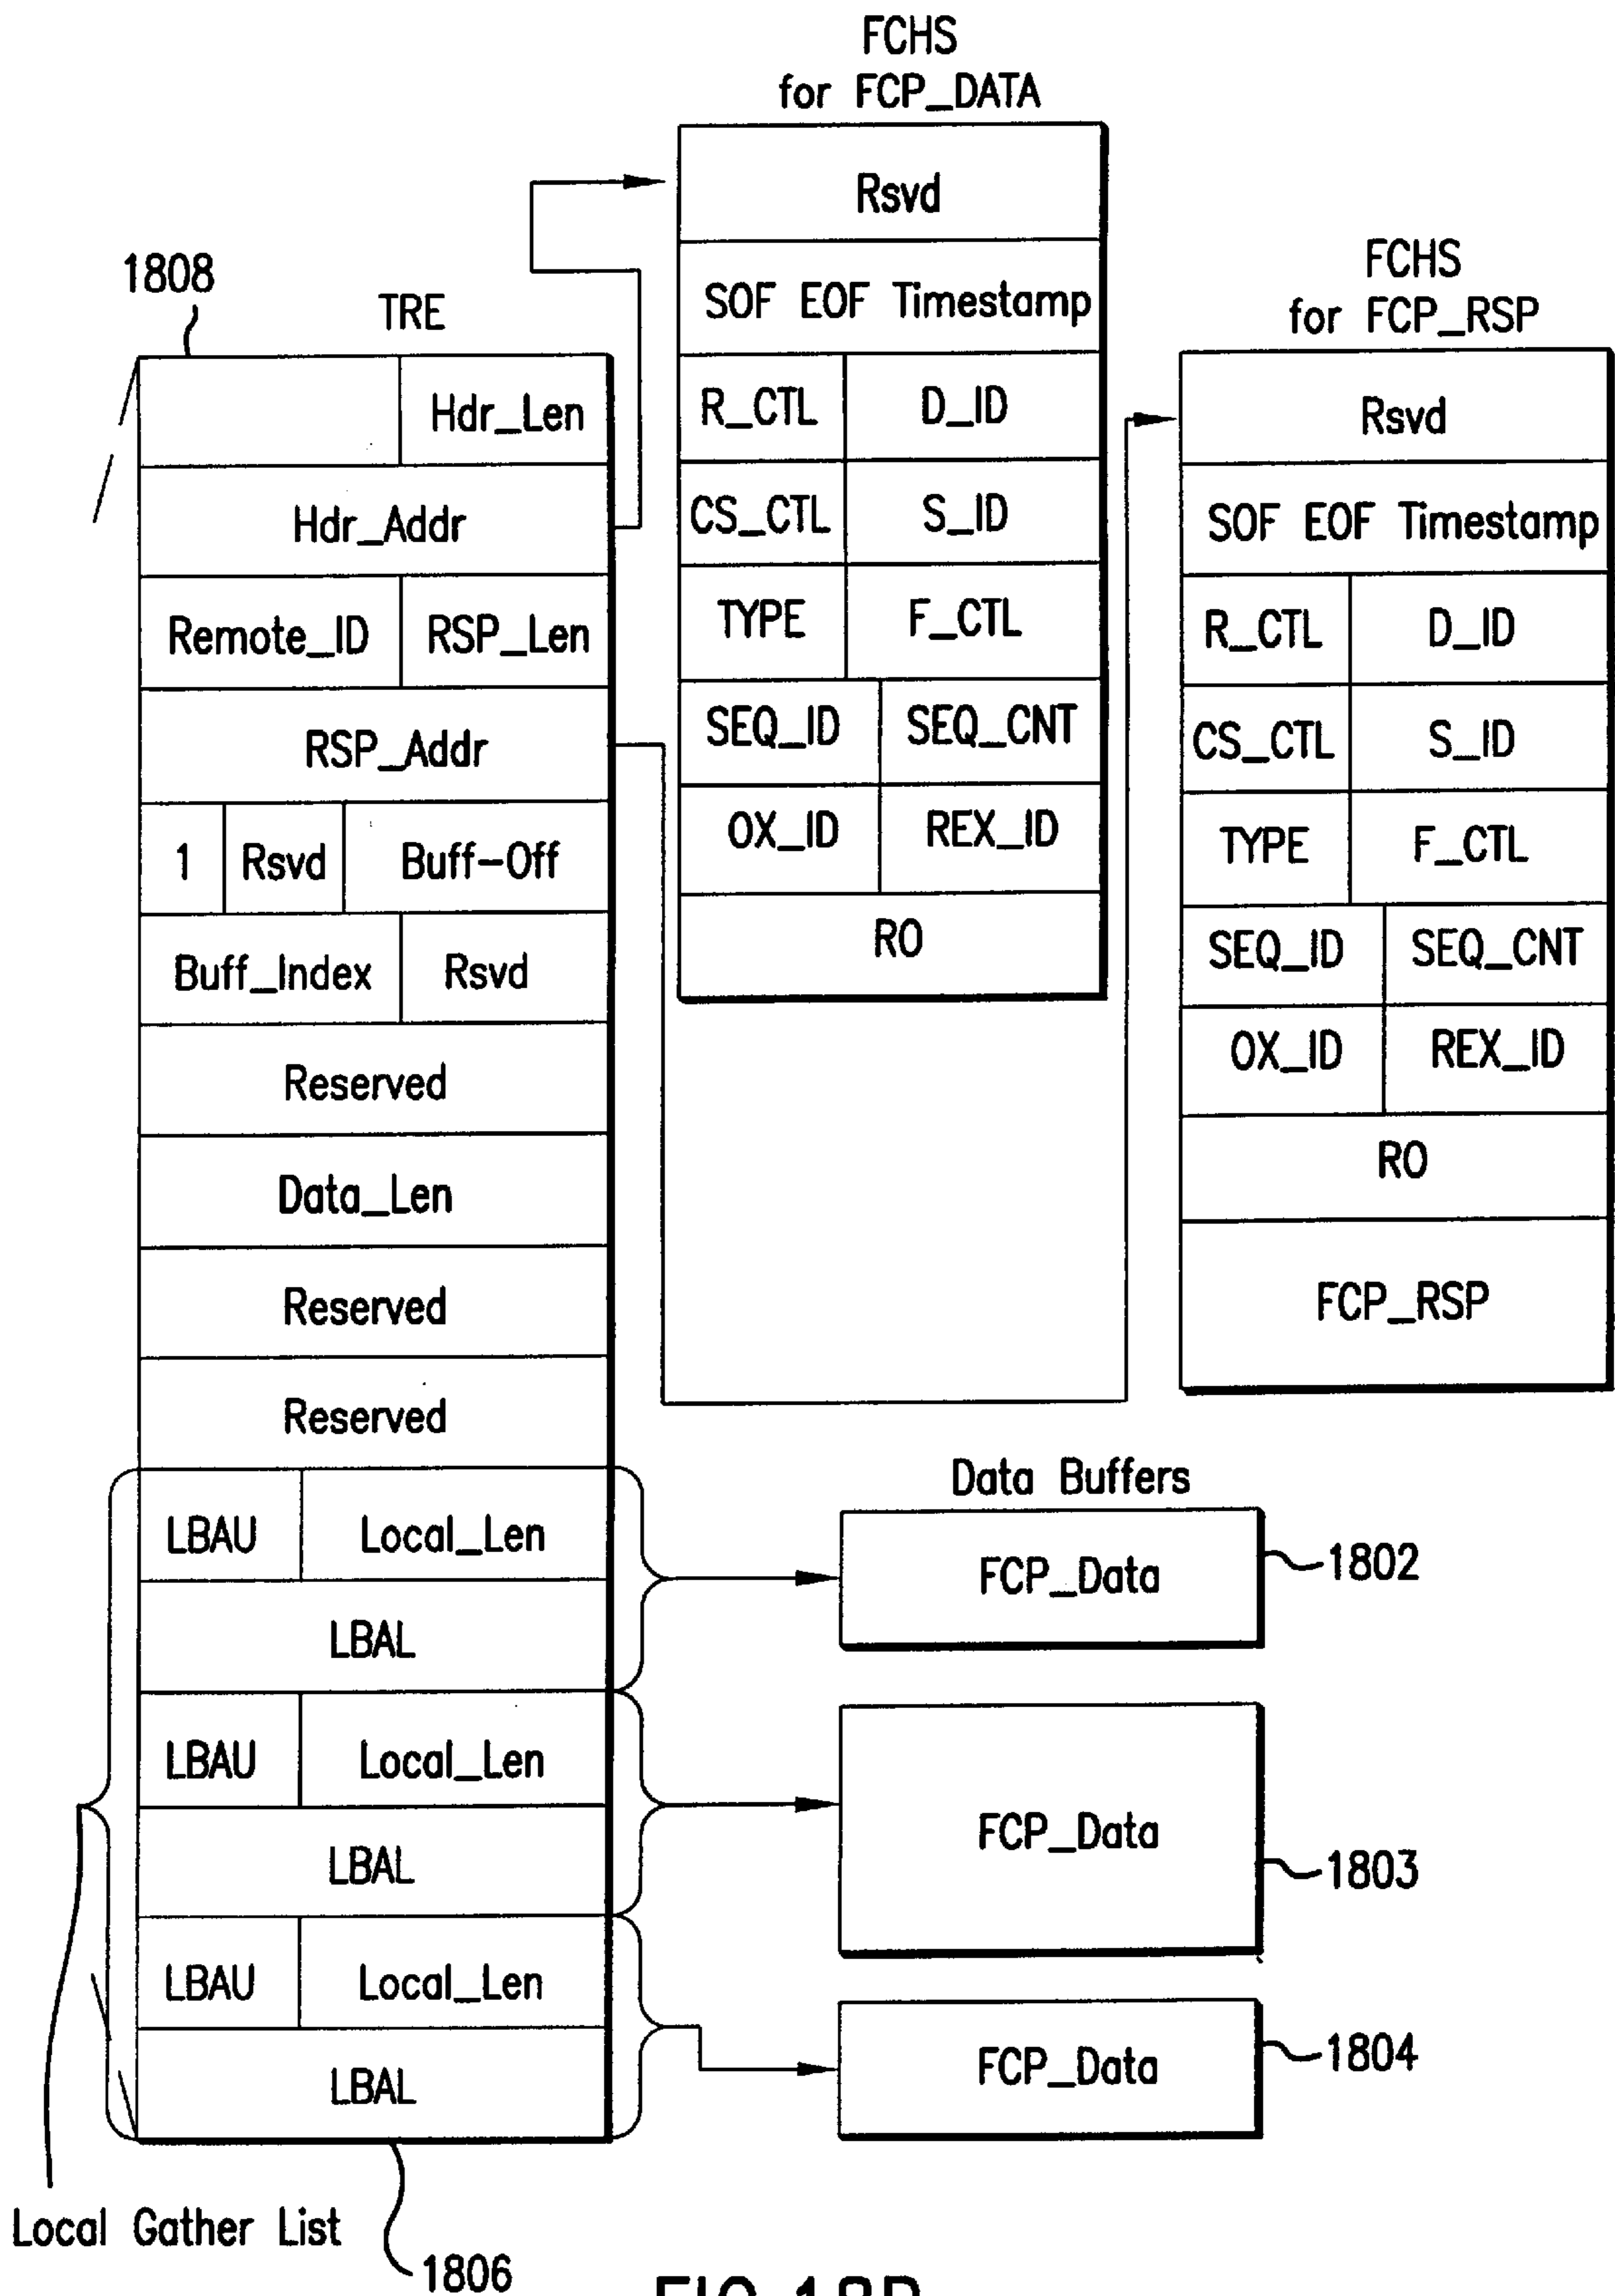 FCHS
for FCP_DATA
Rsvd
SOF EOF Timestamp
R_CTL D_ID
CS_CTL S_ID
TYPE F_CTL
SEQ_ID SEQ_CNT
OX_ID REX_ID
RO
FCHS
for FCP_RSP
Rsvd
SOF EOF Timestamp
R_CTL D_ID
CS_CTL S_ID
TYPE F_CTL
SEQ_ID SEQ_CNT
OX_ID REX_ID
RO
FCP_RSP
1808
TRE
Hdr_Len
Hdr_Addr
Remote_ID RSP_Len
RSP_Addr
1 Rsvd Buff-Off
Buff_Index Rsvd
Reserved
Data_Len
Reserved
Reserved
LBAU Local_Len
LBAL
LBAU Local_Len
LBAL
LBAU Local_Len
LBAL
Data Buffers
FCP_Data
1802
FCP_Data
1803
FCP_Data
1804
Local Gather List
1806